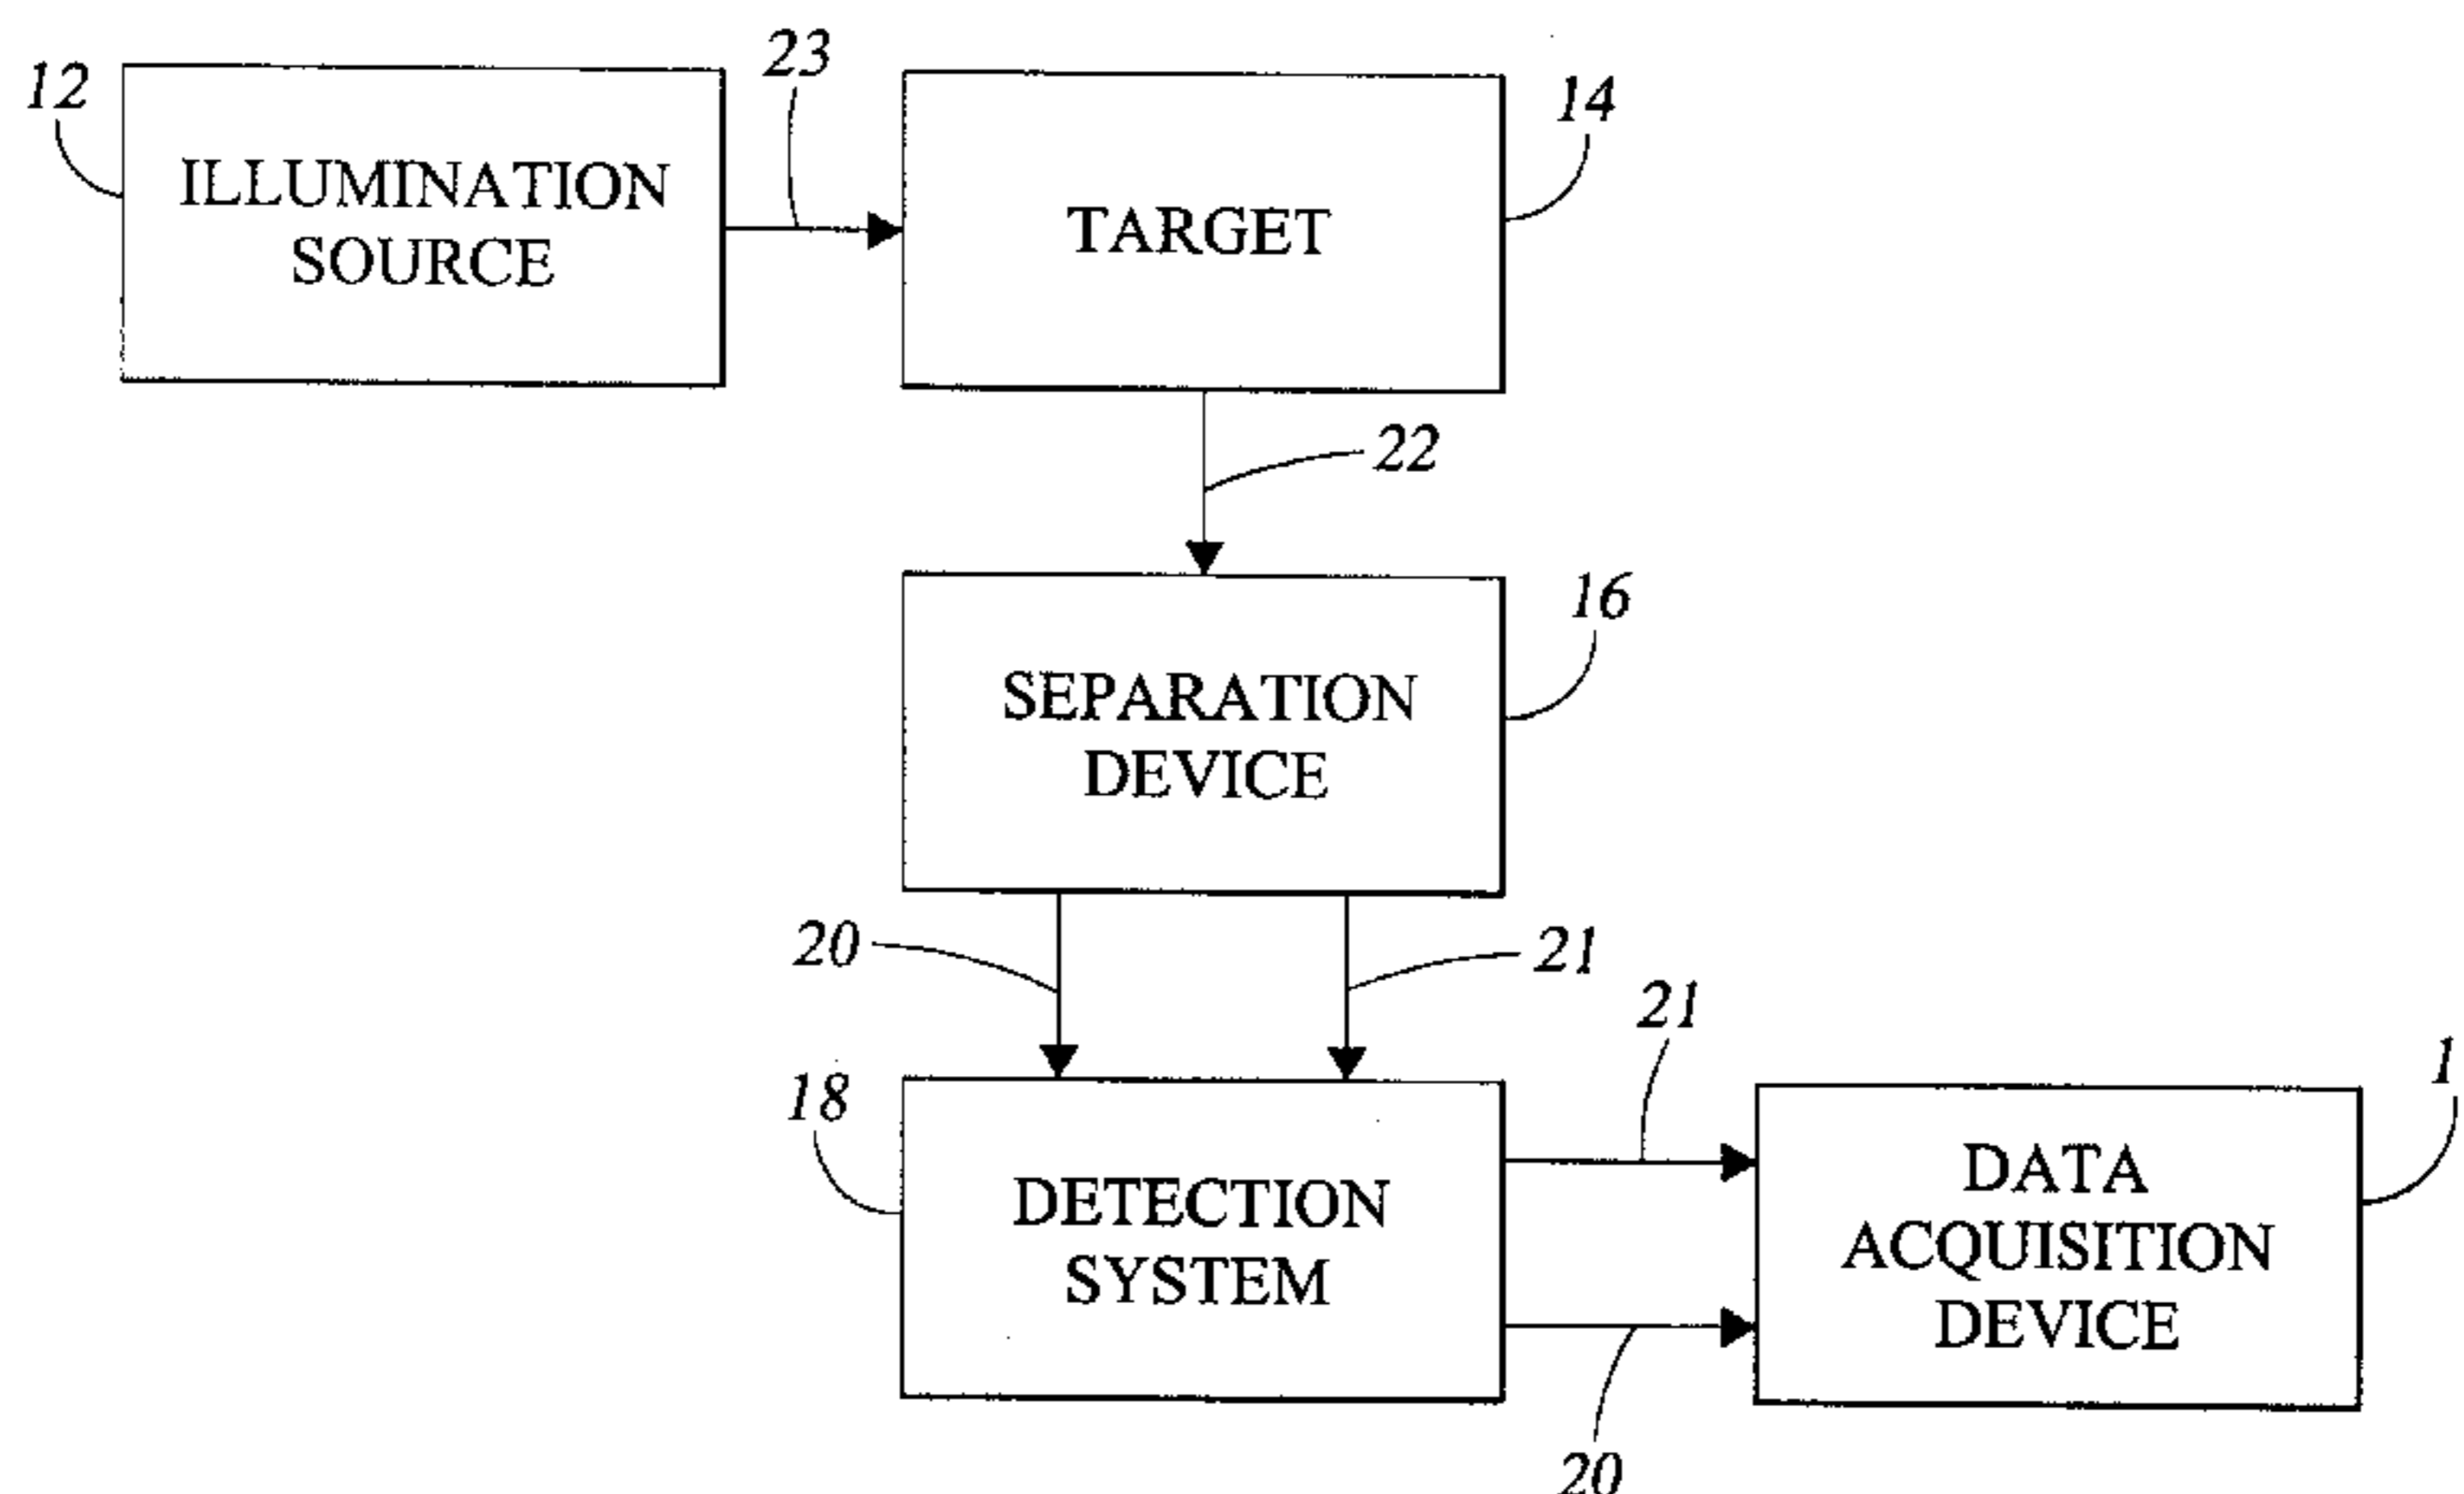 23
12
14
ILLUMINATION
SOURCE
TARGET
22
16
SEPARATION
DEVICE
20
21
21
18
1
DETECTION
SYSTEM
DATA
ACQUISITION
DEVICE
20